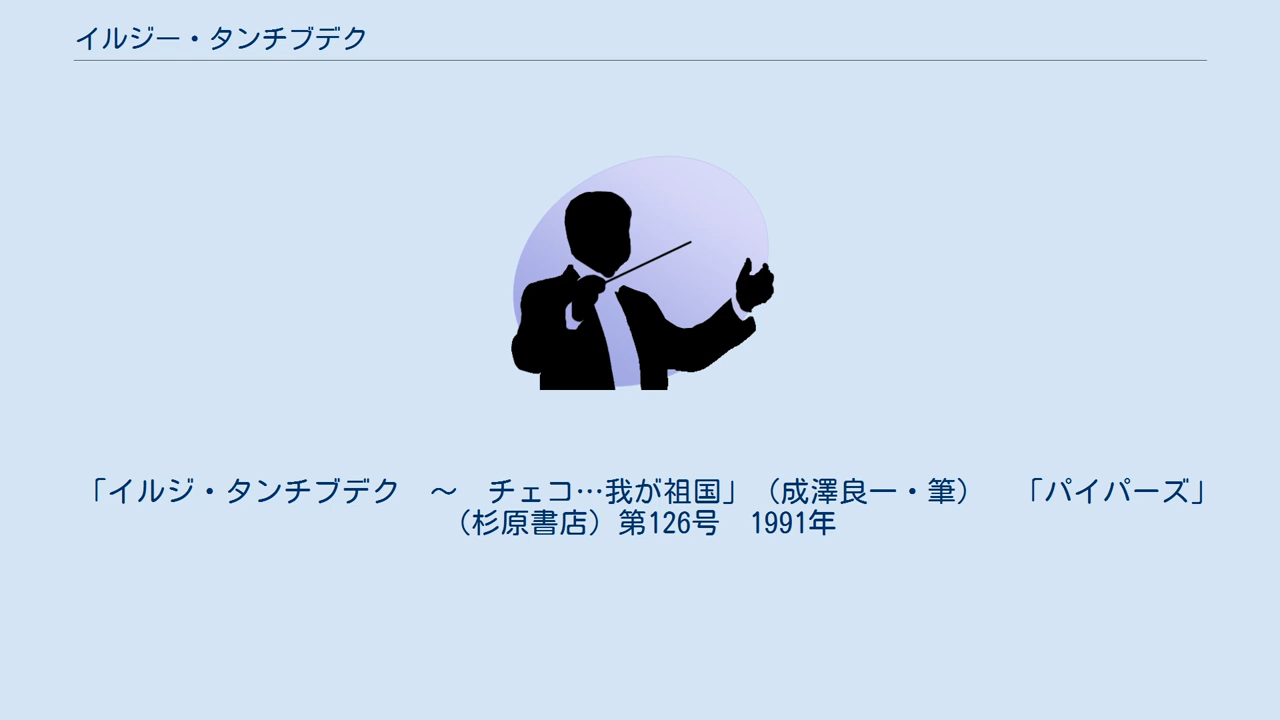 イルジー・タンチブデク
「イルジ・タンチブデク　～　チェコ…我が祖国」（成澤良一・筆）　「パイパーズ」
（杉原書店）第126号　1991年